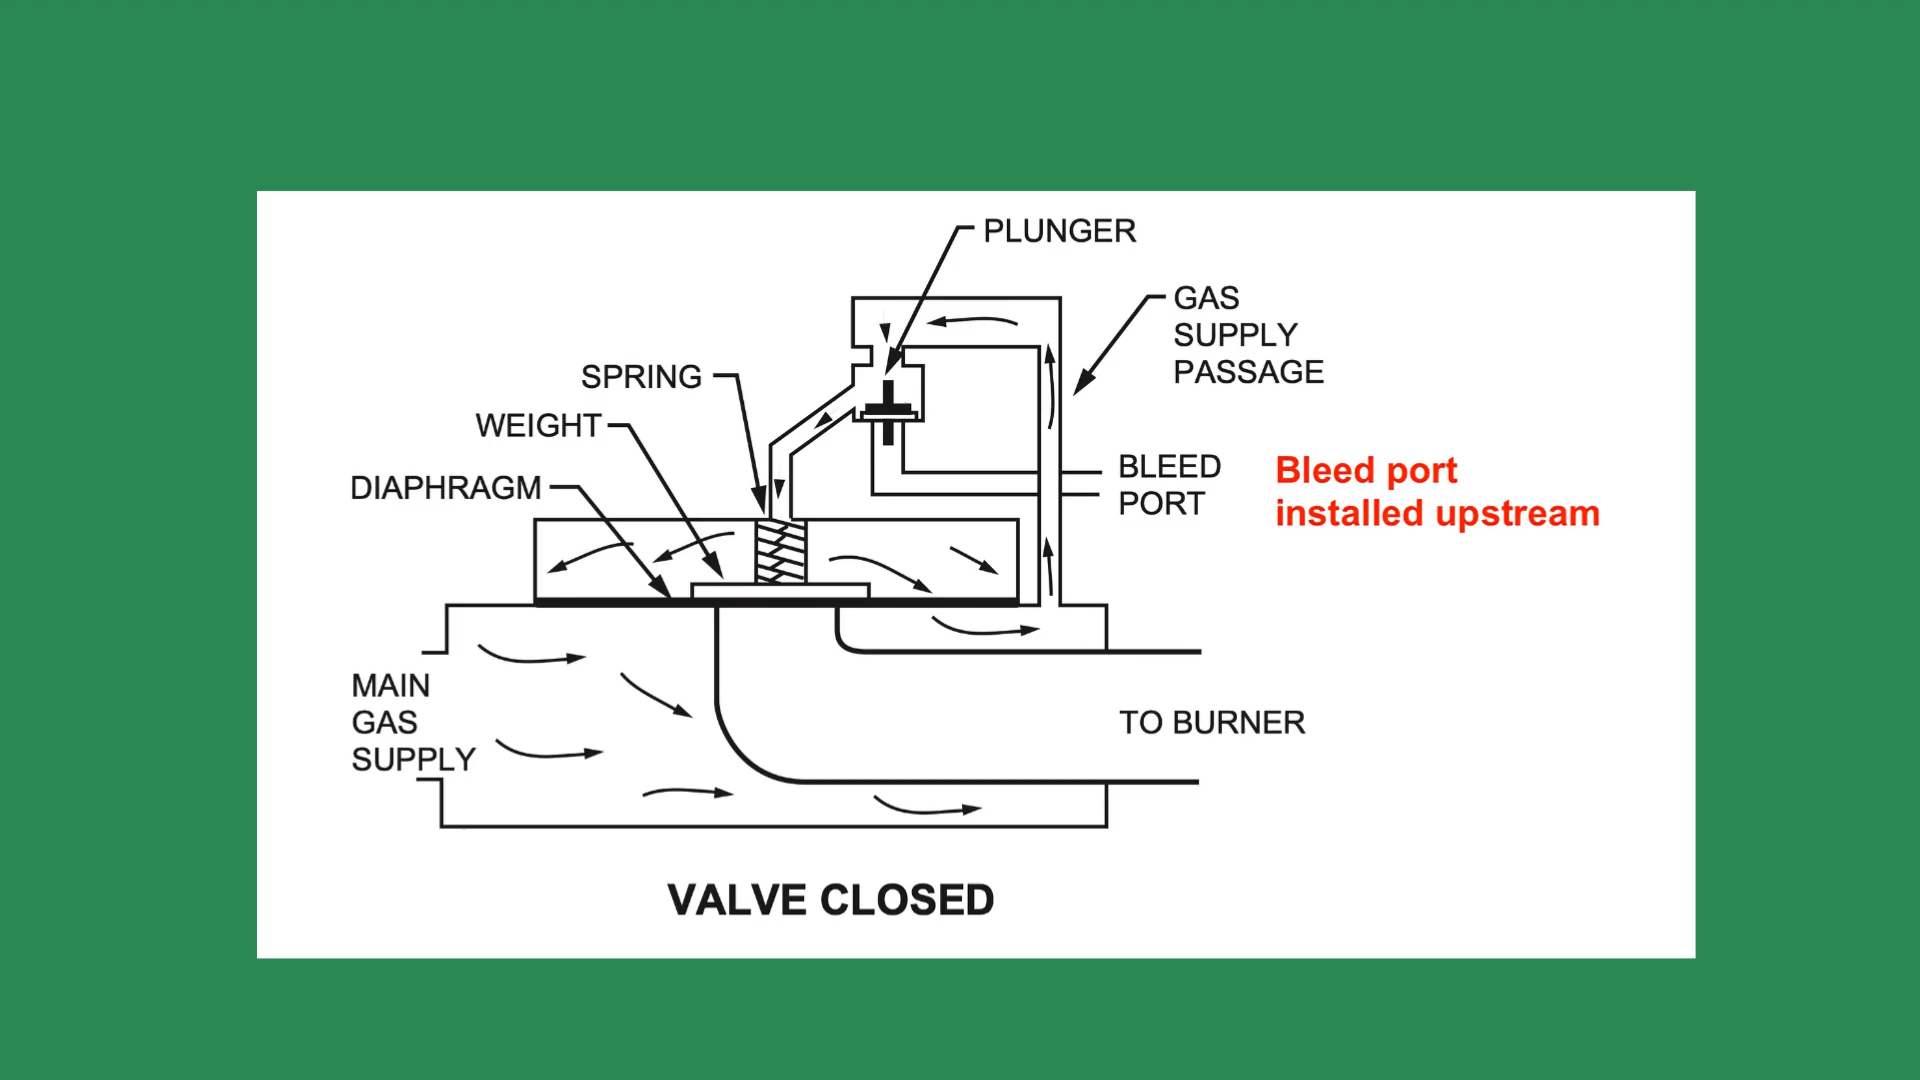 PLUNGER
GAS
SUPPLY
PASSAGE
SPRING
WEIGHT
DIAPHRAGM
BLEED
PORT
Bleed port
installed upstream
MAIN
GAS
SUPPLY
TO BURNER
VALVE CLOSED